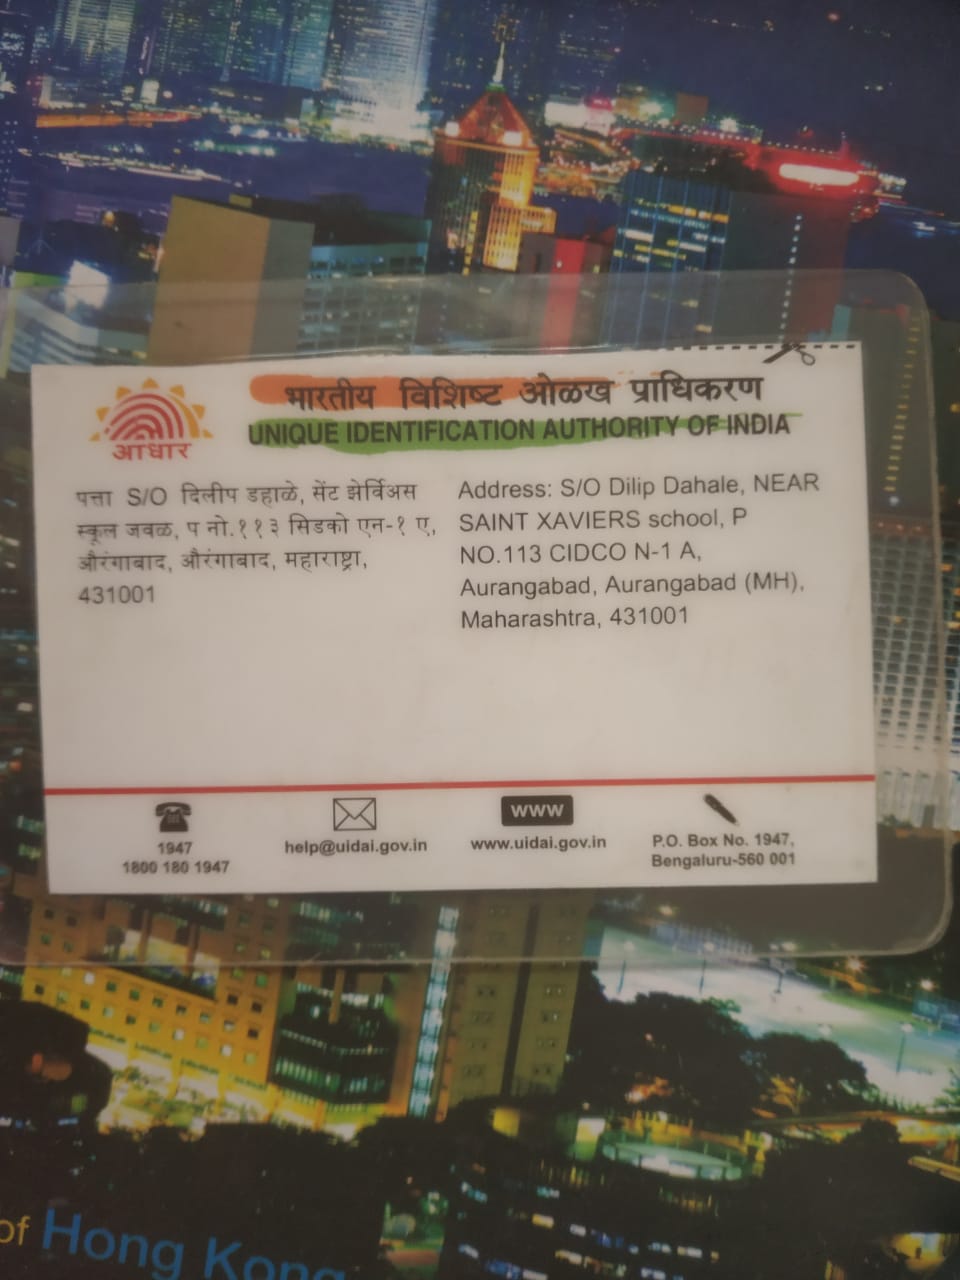 भारतीय विशिष्ट ओळख प्राधिकरण
UNIQUE IDENTIFICATION AUTHORITY OF INDIA
आधार
पत्ता S/O दिलीप डहाळे, सेंट झेर्विअस
स्कूल जवळ, प नो.११३ सिडको एन-१ ए,
औरंगाबाद, औरंगाबाद, महाराष्ट्रा,
431001
Address: S/O Dilip Dahale, NEAR
SAINT XAVIERS school, P
NO.113 CIDCO N-1 A,
Aurangabad, Aurangabad (MH),
Maharashtra, 431001
1947
1800 180 1947
help@uidai.gov.in
WWW
www.uidai.gov.in
P.O. Box No. 1947,
Bengaluru-560 001
of Hong Kong